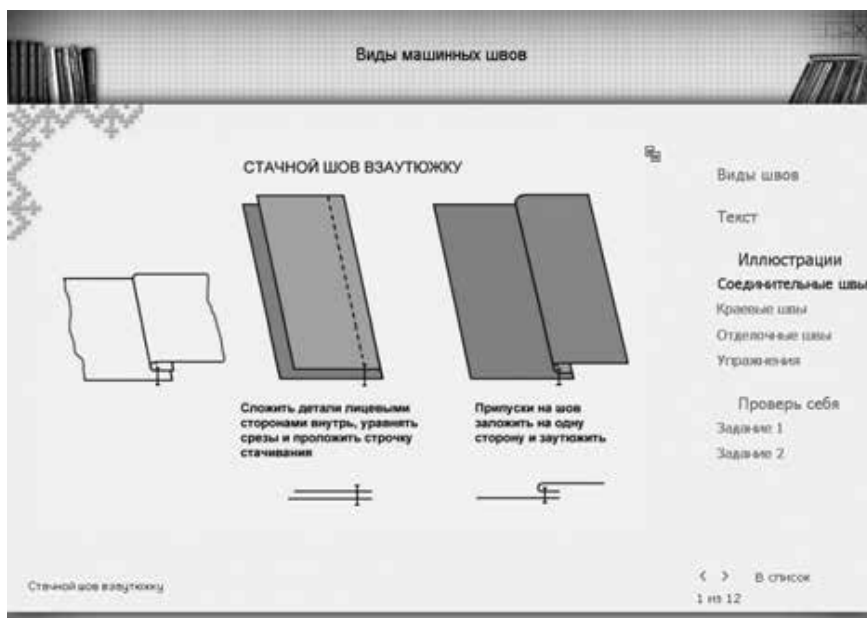 Виды машинных швов
СТАЧНОЙ ШОВ ВЗАУТЮЖКУ
Сложить детали лицевыми
сторонами внутрь, уравнять
срезы и проложить строчку
стачивания
Припуски на шов
заложить на одну
сторону и заутюжить
Виды швов
Текст
Иллюстрации
Соединительные швы
Краевые швы
Отделочные швы
Упражнения
Проверь себя
Задание 1
Задание 2
Стачной шов взаутюжку
< > В список
1 из 12